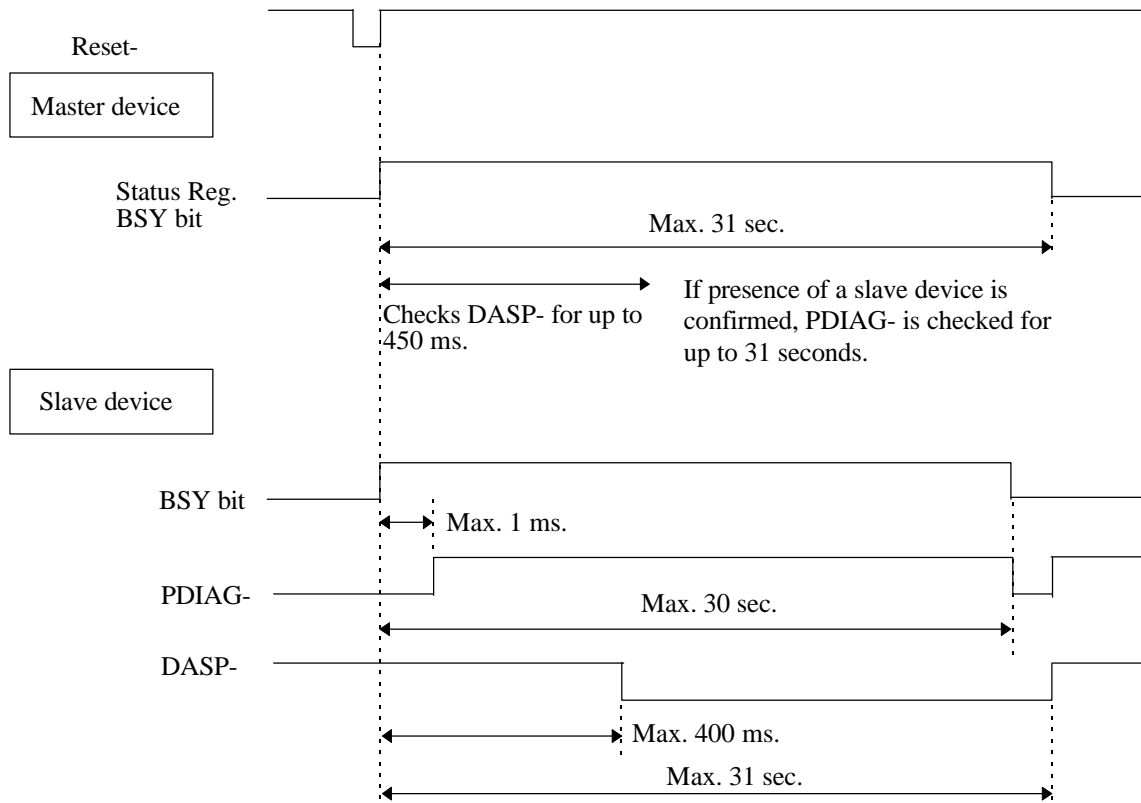 Reset-
Master device
Status Reg.
BSY bit
Max. 31 sec.
Checks DASP- for up to
450 ms.
If presence of a slave device is
confirmed, PDIAG- is checked for
up to 31 seconds.
Slave device
BSY bit
Max. 1 ms.
PDIAG-
Max. 30 sec.
DASP-
Max. 400 ms.
Max. 31 sec.